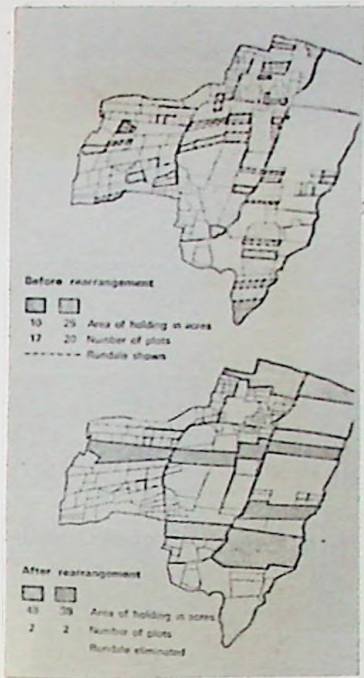 Before rearrangement
10 25 Area of holding in acres
17 20 Number of plots
Rundale shown
After rearrangement
39 Area of holding in acres
2 2 Number of plots
Rundale eliminated